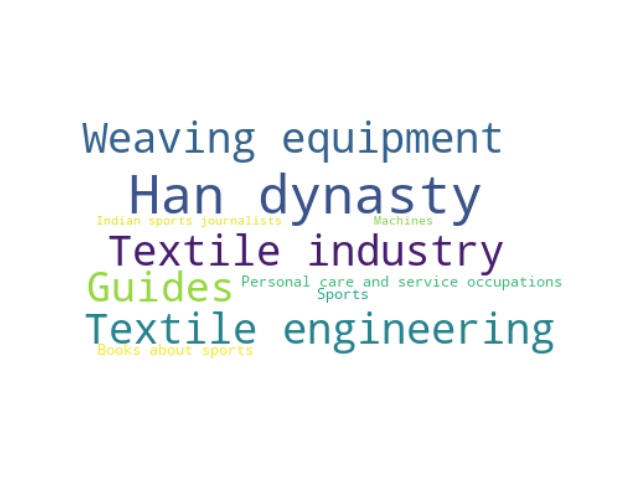 Weaving equipment
Han dynasty
Indian sports journalists
Machines
Textile industry
Guides
Personal care and service occupations
Sports
Textile engineering
Books about sports